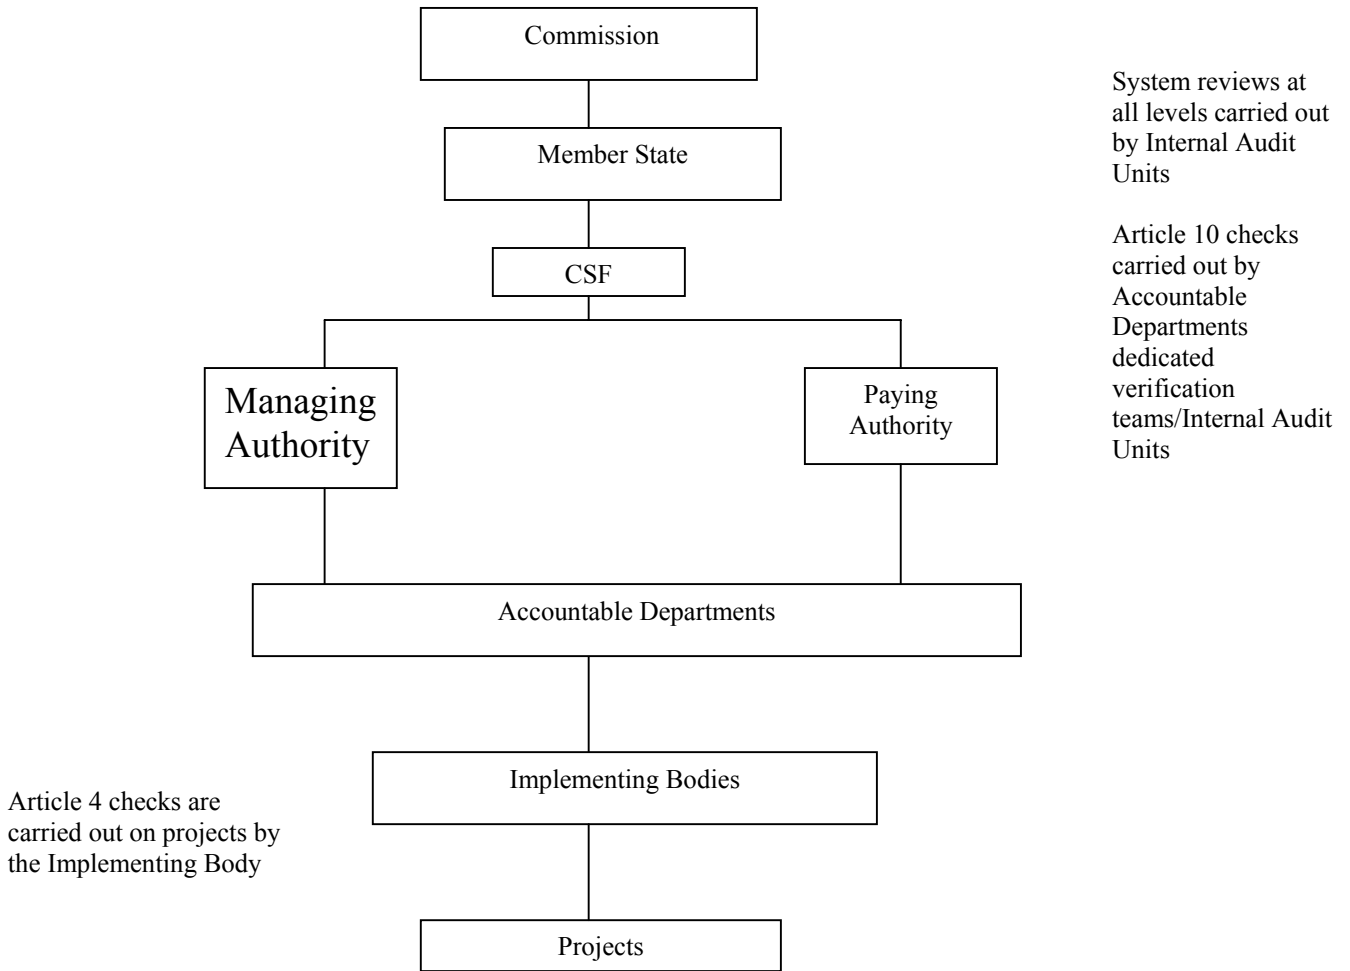 Commission
System reviews at
all levels carried out
by Internal Audit
Units
Member State
Article 10 checks
carried out by
Accountable
Departments
dedicated
verification
teams/Internal Audit
Units
CSF
Managing
Authority
Paying
Authority
Accountable Departments
Implementing Bodies
Article 4 checks are
carried out on projects by
the Implementing Body
Projects